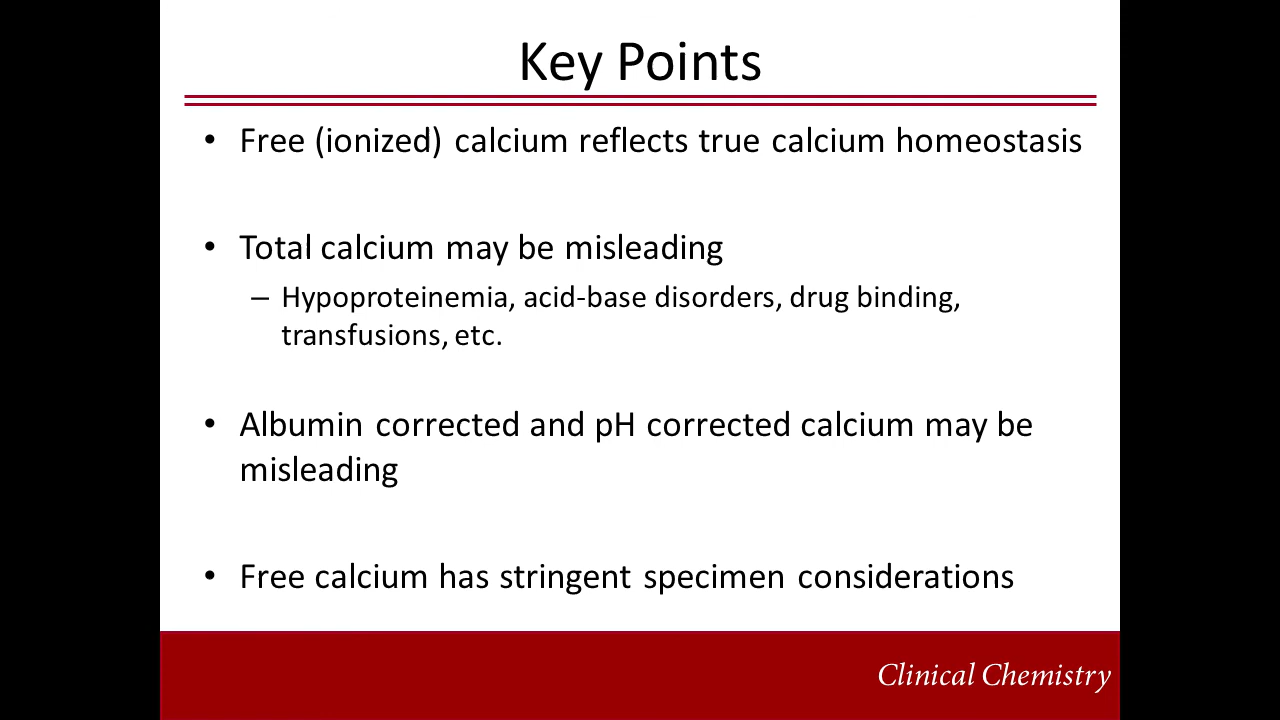 Key Points
• Free (ionized) calcium reflects true calcium homeostasis
• Total calcium may be misleading
– Hypoproteinemia, acid-base disorders, drug binding,
transfusions, etc.
• Albumin corrected and pH corrected calcium may be
misleading
• Free calcium has stringent specimen considerations
Clinical Chemistry